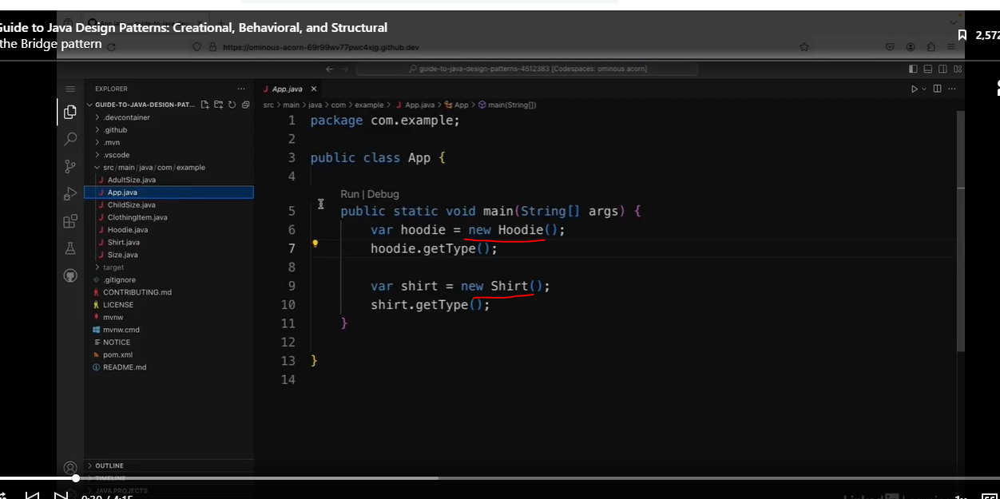 Guide to Java Design Patterns: Creational, Behavioral, and Structural
the Bridge pattern
2,572
https://ominous-acorn-69r99wv77pwc4xjg.github.dev
guide-to-java-design-patterns-4512383 [Codespaces: ominous acorn]
EXPLORER
GUIDE-TO-JAVA-DESIGN-PAT...
.devcontainer
.github
.mvn
.vscode
src/main/java/com/example
AdultSize.java
App.java
ChildSize.java
ClothingItem.java
Hoodie.java
Shirt.java
Size.java
target
.gitignore
CONTRIBUTING.md
LICENSE
mvnw
mvnw.cmd
NOTICE
pom.xml
README.md
OUTLINE
TIMELINE
JAVA PROJECTS
App.java
src > main > java > com > example > App.java > App > main(String[])
1 package com.example;
2
3 public class App {
4
Run | Debug
5 public static void main(String[] args) {
6 var hoodie = new Hoodie();
7 hoodie.getType();
8
9 var shirt = new Shirt();
10 shirt.getType();
11 }
12
13 }
14
0:20 / 4:15
1x